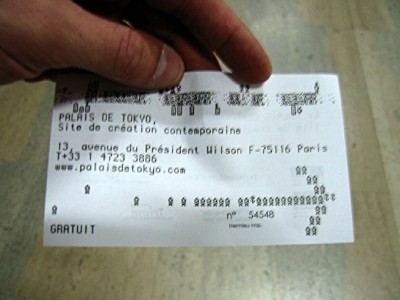 PALAIS DE TOKYO,
Site de création contemporaine
13, avenue du Président Wilson F-75116 Paris
T+33 1 4723 3886
www.palaisdetokyo.com
n° 54548
GRATUIT